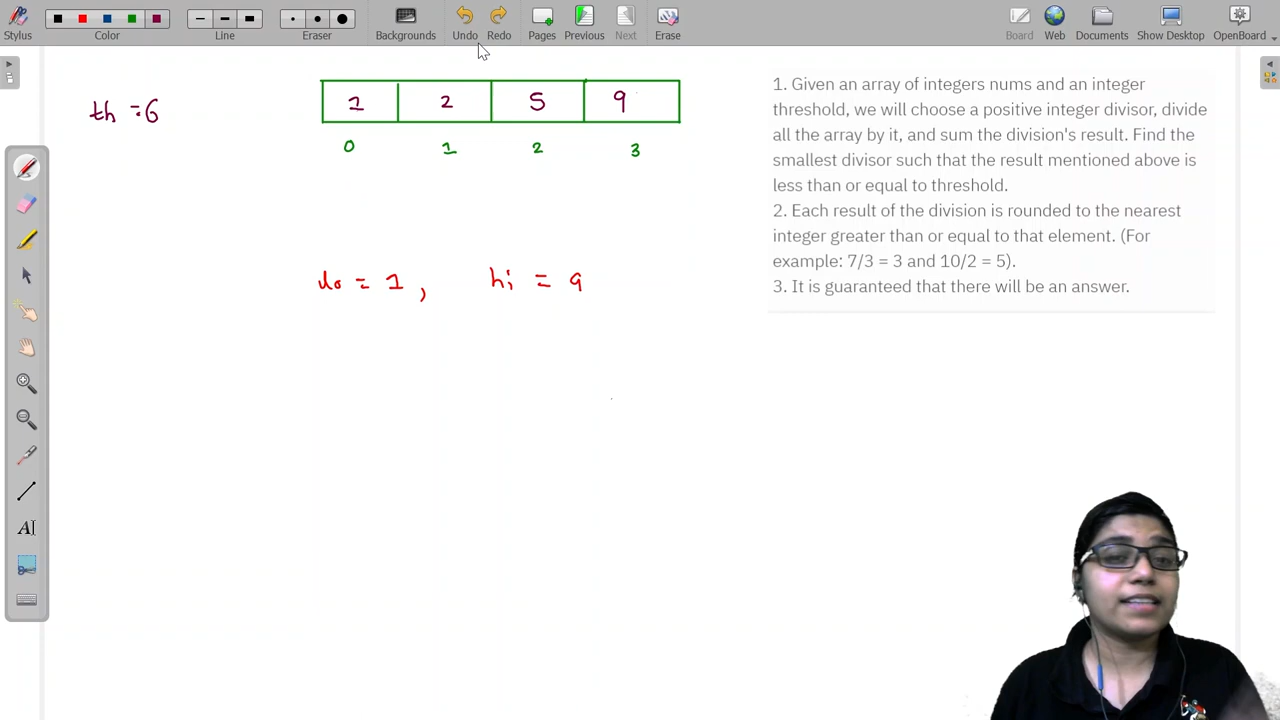 Stylus
Color
Line
Eraser
Backgrounds
Undo
Redo
Pages
Previous
Next
Erase
Board
Web
Documents
Show Desktop
OpenBoard
th = 6
1 2 5 9
0 1 2 3
lo = 1 , hi = 9
1. Given an array of integers nums and an integer
threshold, we will choose a positive integer divisor, divide
all the array by it, and sum the division's result. Find the
smallest divisor such that the result mentioned above is
less than or equal to threshold.
2. Each result of the division is rounded to the nearest
integer greater than or equal to that element. (For
example: 7/3 = 3 and 10/2 = 5).
3. It is guaranteed that there will be an answer.
AI